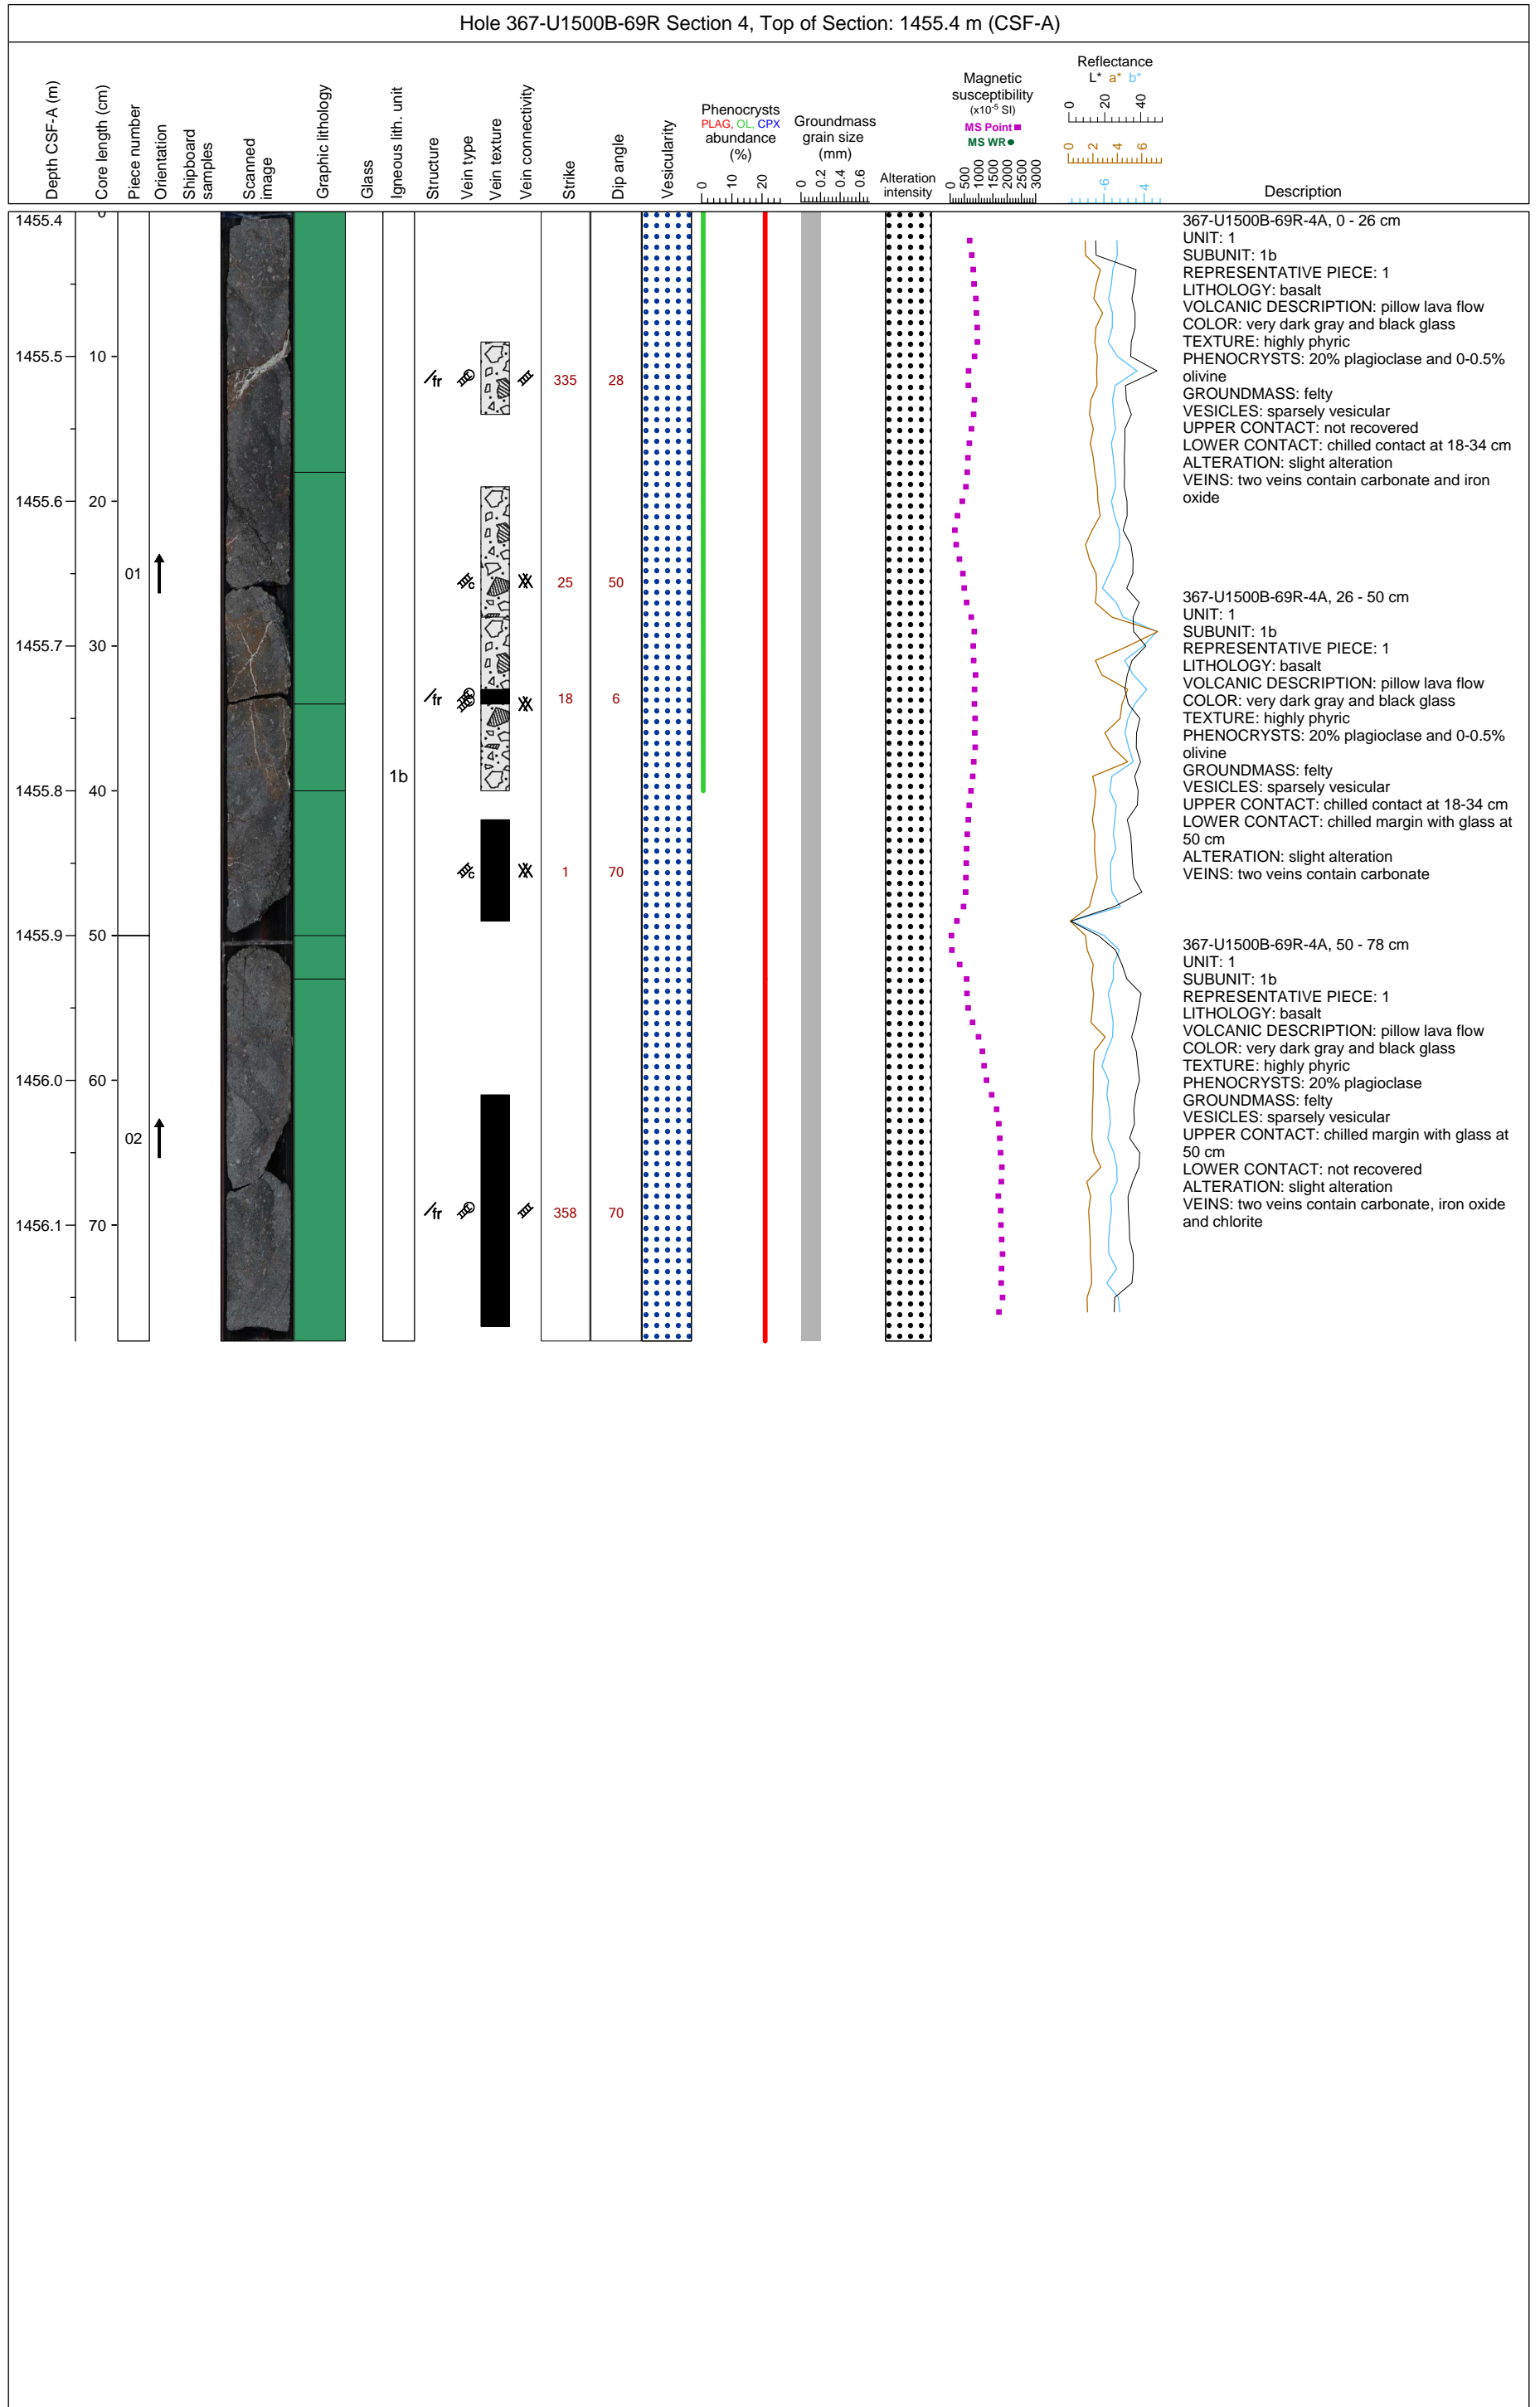 Hole 367-U1500B-69R Section 4, Top of Section: 1455.4 m (CSF-A)
Depth CSF-A (m)
Core length (cm)
Piece number
Orientation
Shipboard
samples
Scanned
image
Graphic lithology
Glass
Igneous lith. unit
Structure
Vein type
Vein texture
Vein connectivity
Strike
Dip angle
Vesicularity
Phenocrysts
PLAG, OL, CPX
abundance
(%)
0 10 20
Groundmass
grain size
(mm)
0 0.2 0.4 0.6
Alteration
intensity
Magnetic
susceptibility
(x10⁻⁵ SI)
MS Point
MS WR
0 500 1000 1500 2000 2500 3000
Reflectance
L* a* b*
0 20 40
0 2 4 6
-6 -4
Description
1455.4
1455.5
1455.6
1455.7
1455.8
1455.9
1456.0
1456.1
0
10
20
30
40
50
60
70
01
02
1b
fr 335 28
c 25 50
fr 18 6
c 1 70
fr 358 70
367-U1500B-69R-4A, 0 - 26 cm
UNIT: 1
SUBUNIT: 1b
REPRESENTATIVE PIECE: 1
LITHOLOGY: basalt
VOLCANIC DESCRIPTION: pillow lava flow
COLOR: very dark gray and black glass
TEXTURE: highly phyric
PHENOCRYSTS: 20% plagioclase and 0-0.5%
olivine
GROUNDMASS: felty
VESICLES: sparsely vesicular
UPPER CONTACT: not recovered
LOWER CONTACT: chilled contact at 18-34 cm
ALTERATION: slight alteration
VEINS: two veins contain carbonate and iron
oxide
367-U1500B-69R-4A, 26 - 50 cm
UNIT: 1
SUBUNIT: 1b
REPRESENTATIVE PIECE: 1
LITHOLOGY: basalt
VOLCANIC DESCRIPTION: pillow lava flow
COLOR: very dark gray and black glass
TEXTURE: highly phyric
PHENOCRYSTS: 20% plagioclase and 0-0.5%
olivine
GROUNDMASS: felty
VESICLES: sparsely vesicular
UPPER CONTACT: chilled contact at 18-34 cm
LOWER CONTACT: chilled margin with glass at
50 cm
ALTERATION: slight alteration
VEINS: two veins contain carbonate
367-U1500B-69R-4A, 50 - 78 cm
UNIT: 1
SUBUNIT: 1b
REPRESENTATIVE PIECE: 1
LITHOLOGY: basalt
VOLCANIC DESCRIPTION: pillow lava flow
COLOR: very dark gray and black glass
TEXTURE: highly phyric
PHENOCRYSTS: 20% plagioclase
GROUNDMASS: felty
VESICLES: sparsely vesicular
UPPER CONTACT: chilled margin with glass at
50 cm
LOWER CONTACT: not recovered
ALTERATION: slight alteration
VEINS: two veins contain carbonate, iron oxide
and chlorite